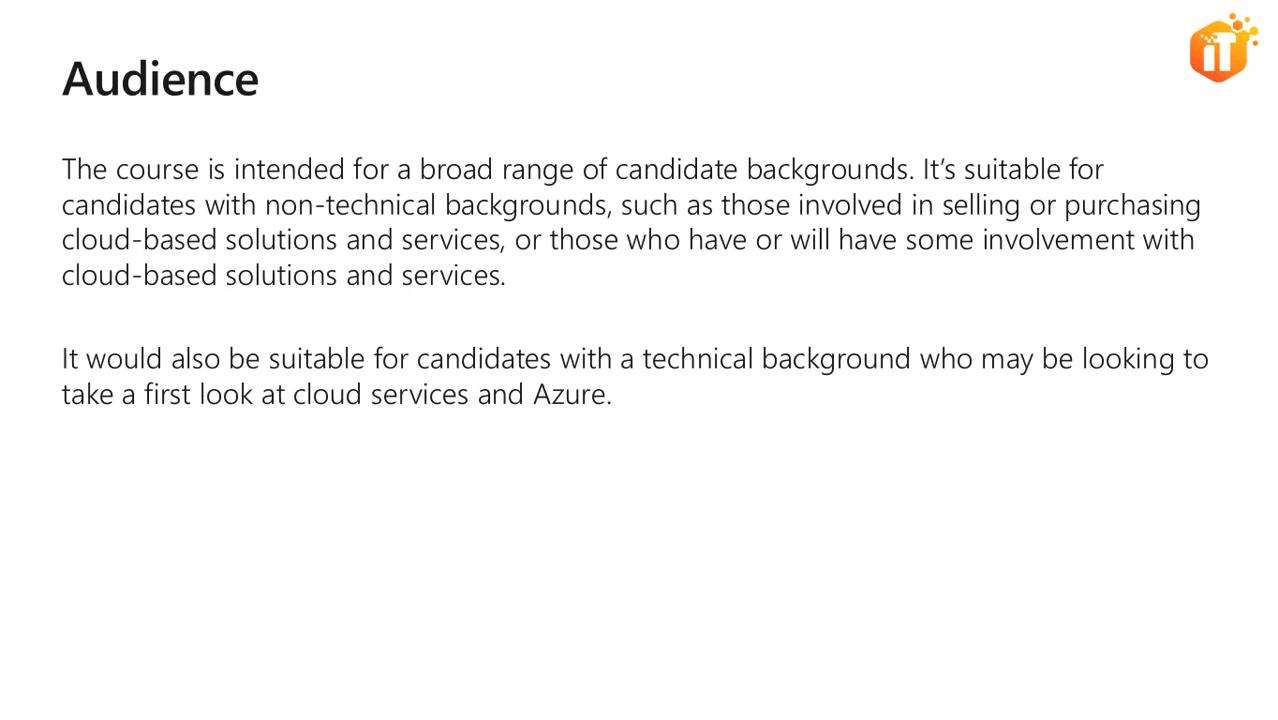 iT
Audience
The course is intended for a broad range of candidate backgrounds. It’s suitable for
candidates with non-technical backgrounds, such as those involved in selling or purchasing
cloud-based solutions and services, or those who have or will have some involvement with
cloud-based solutions and services.
It would also be suitable for candidates with a technical background who may be looking to
take a first look at cloud services and Azure.